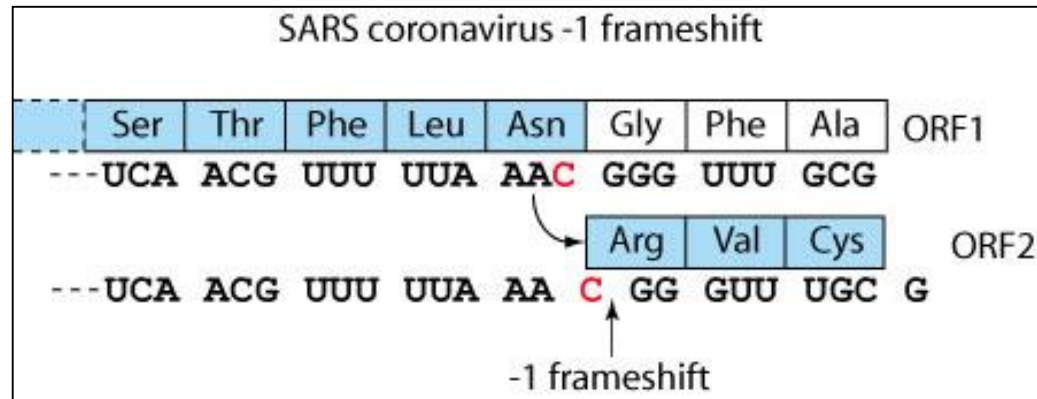 SARS coronavirus -1 frameshift
Ser Thr Phe Leu Asn Gly Phe Ala ORF1
---UCA ACG UUU UUA AAC GGG UUU GCG
Arg Val Cys ORF2
---UCA ACG UUU UUA AA C GG GUU UGC G
-1 frameshift